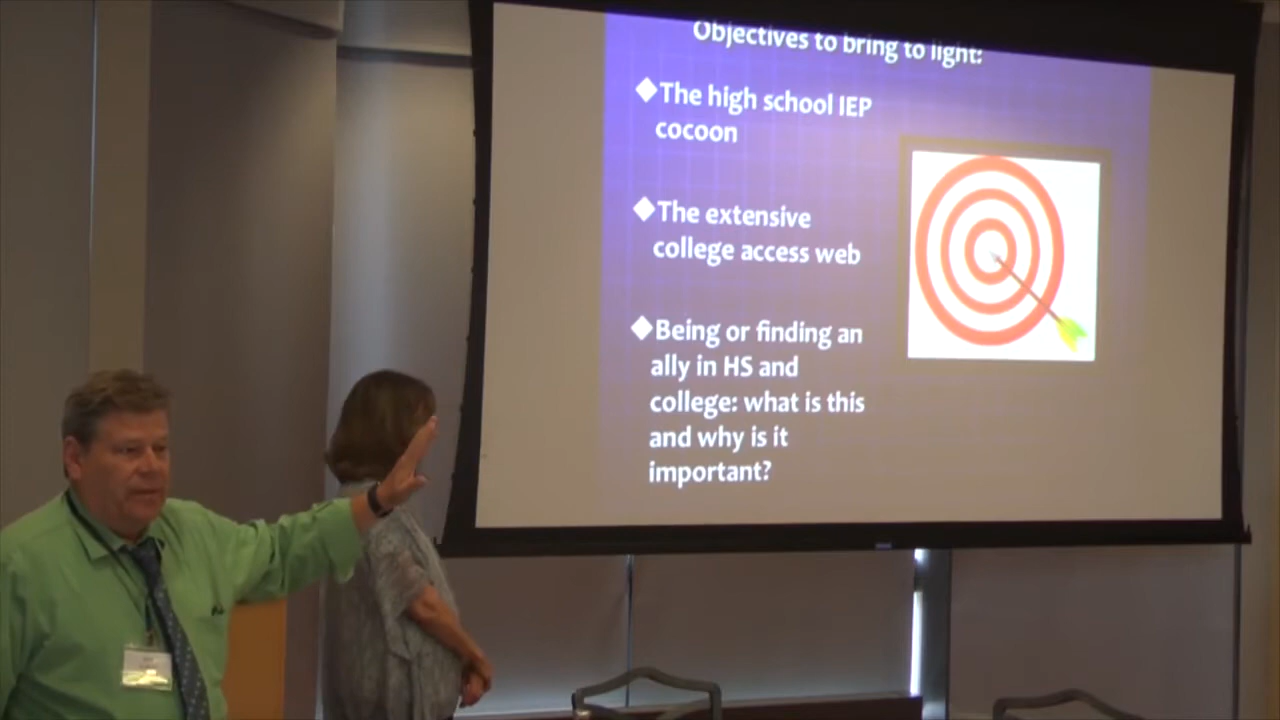 Objectives to bring to light:
The high school IEP
cocoon
The extensive
college access web
Being or finding an
ally in HS and
college: what is this
and why is it
important?